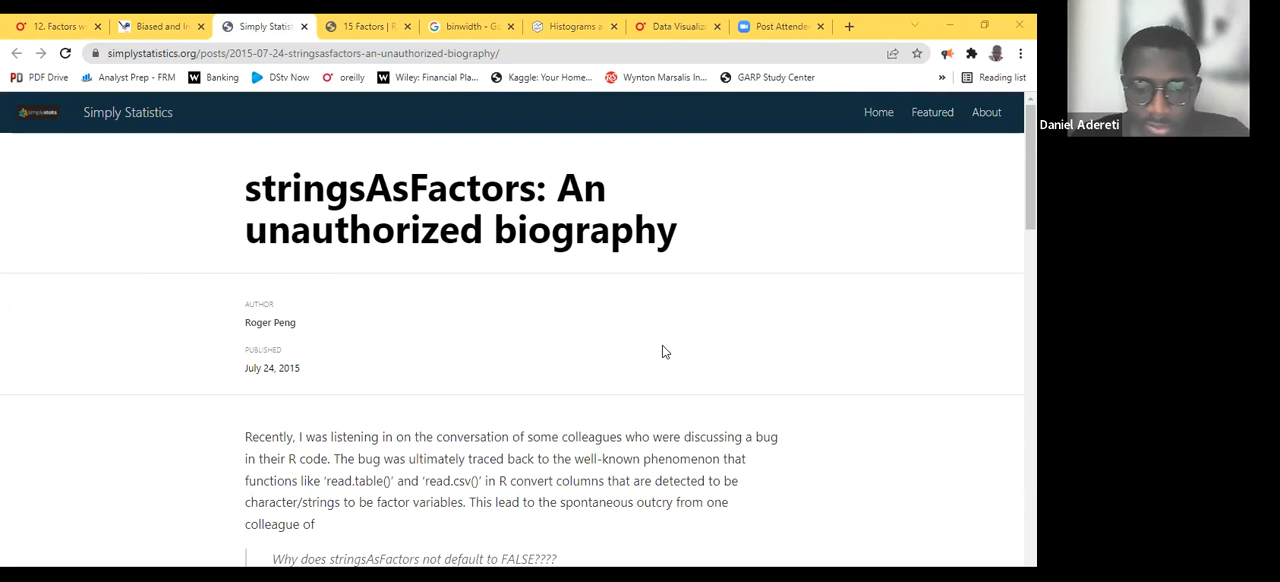 12. Factors w
Biased and In
Simply Statist
15 Factors | R
binwidth - Go
Histograms a
Data Visualiz
Post Attende
simplystatistics.org/posts/2015-07-24-stringsasfactors-an-unauthorized-biography/
PDF Drive
Analyst Prep - FRM
Banking
DStv Now
oreilly
Wiley: Financial Pla...
Kaggle: Your Home...
Wynton Marsalis In...
GARP Study Center
»
Reading list
Simply Statistics
Home
Featured
About
Daniel Adereti
stringsAsFactors: An
unauthorized biography
AUTHOR
Roger Peng
PUBLISHED
July 24, 2015
Recently, I was listening in on the conversation of some colleagues who were discussing a bug
in their R code. The bug was ultimately traced back to the well-known phenomenon that
functions like ‘read.table()’ and ‘read.csv()’ in R convert columns that are detected to be
character/strings to be factor variables. This lead to the spontaneous outcry from one
colleague of
Why does stringsAsFactors not default to FALSE????